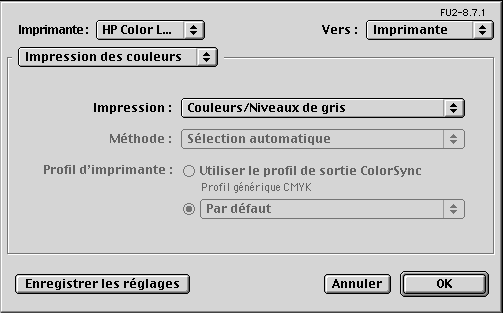 FU2-8.7.1
Imprimante: HP Color L... Vers : Imprimante
Impression des couleurs
Impression : Couleurs/Niveaux de gris
Méthode : Sélection automatique
Profil d'imprimante : Utiliser le profil de sortie ColorSync
Profil générique CMYK
Par défaut
Enregistrer les réglages Annuler OK